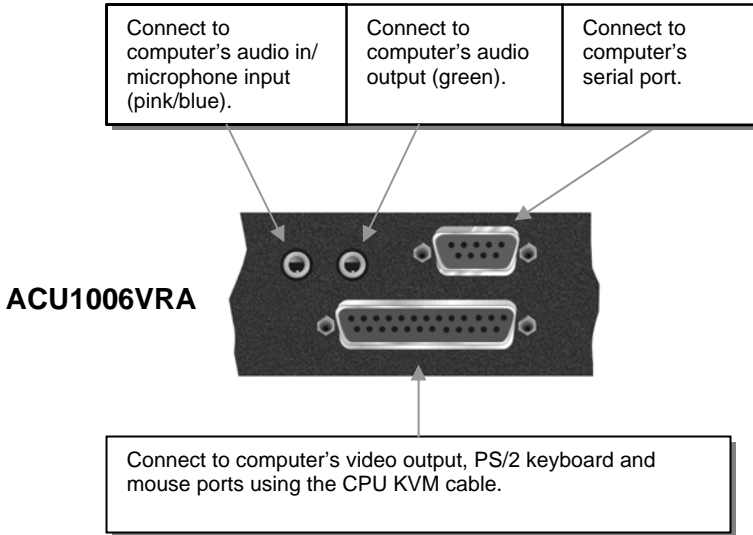 Connect to
computer’s audio in/
microphone input
(pink/blue).
Connect to
computer’s audio
output (green).
Connect to
computer’s
serial port.
ACU1006VRA
Connect to computer’s video output, PS/2 keyboard and
mouse ports using the CPU KVM cable.